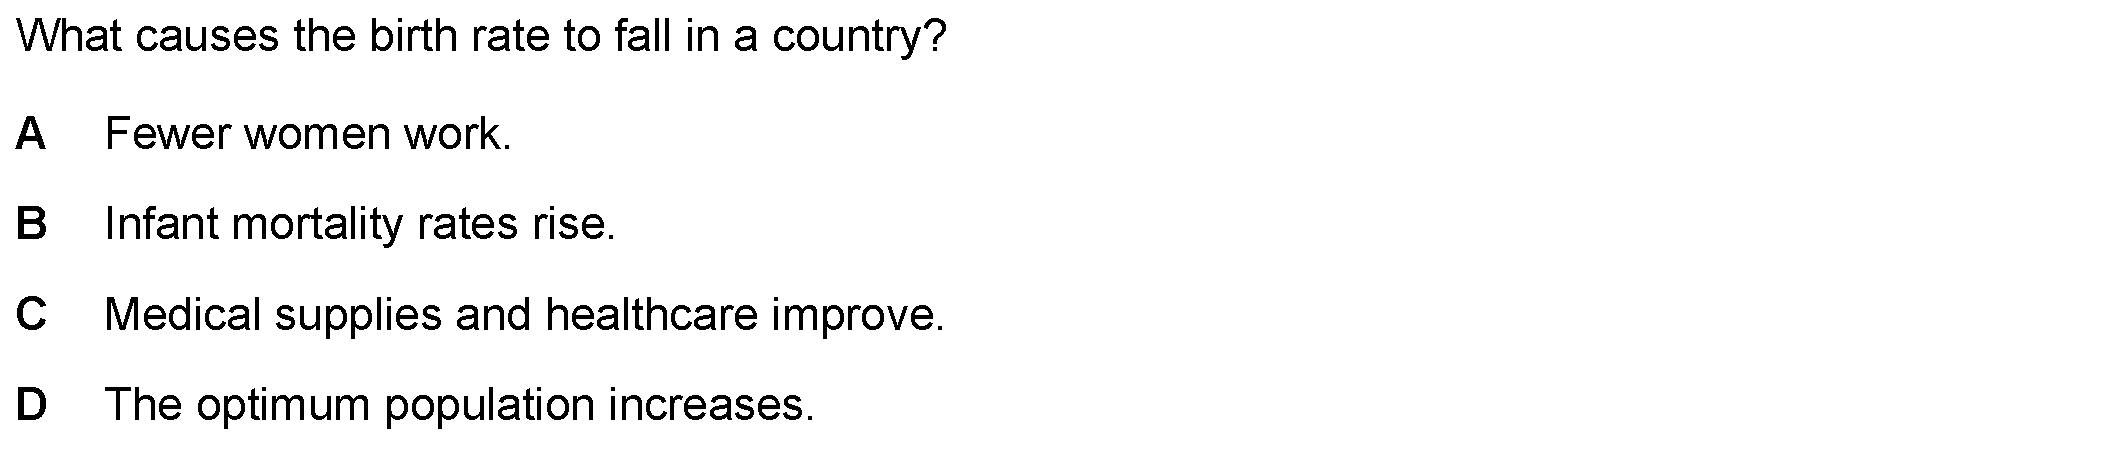 What causes the birth rate to fall in a country?
A Fewer women work.
B Infant mortality rates rise.
C Medical supplies and healthcare improve.
D The optimum population increases.